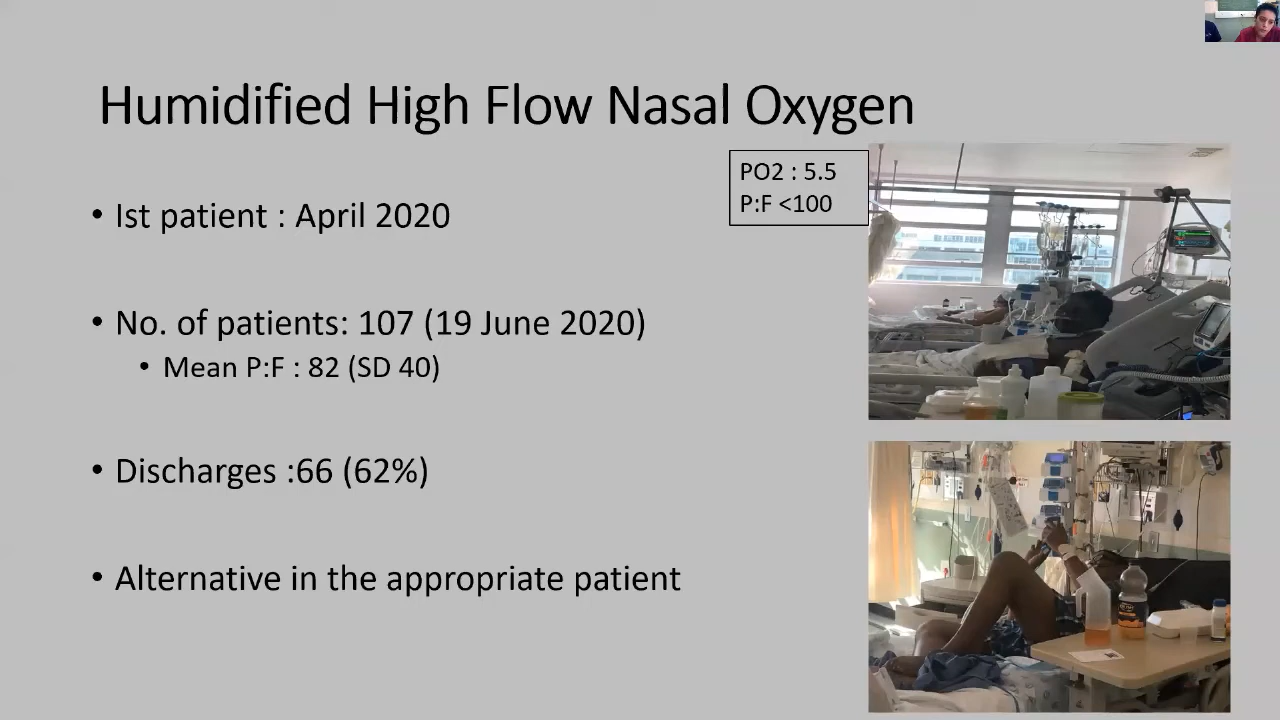 Humidified High Flow Nasal Oxygen
PO2 : 5.5
P:F <100
• Ist patient : April 2020
• No. of patients: 107 (19 June 2020)
• Mean P:F : 82 (SD 40)
• Discharges :66 (62%)
• Alternative in the appropriate patient